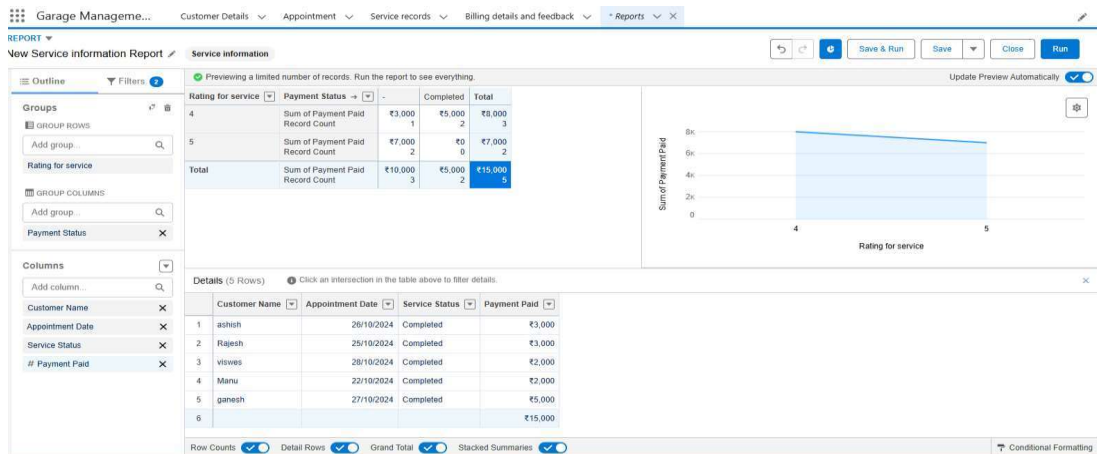 Garage Manageme... Customer Details Appointment Service records Billing details and feedback * Reports
REPORT
New Service information Report Service information Save & Run Save Close Run
Outline Filters 2 Previewing a limited number of records. Run the report to see everything. Update Preview Automatically
Groups
GROUP ROWS
Add group...
Rating for service
GROUP COLUMNS
Add group...
Payment Status
Columns
Add column...
Customer Name
Appointment Date
Service Status
# Payment Paid
Rating for service Payment Status → - Completed Total
4 Sum of Payment Paid ₹3,000 ₹5,000 ₹8,000
Record Count 1 2 3
5 Sum of Payment Paid ₹7,000 ₹0 ₹7,000
Record Count 2 0 2
Total Sum of Payment Paid ₹10,000 ₹5,000 ₹15,000
Record Count 3 2 5
Sum of Payment Paid
8K
6K
4K
2K
0
4 5
Rating for service
Details (5 Rows) Click an intersection in the table above to filter details.
Customer Name Appointment Date Service Status Payment Paid
1 ashish 26/10/2024 Completed ₹3,000
2 Rajesh 25/10/2024 Completed ₹3,000
3 viswes 28/10/2024 Completed ₹2,000
4 Manu 22/10/2024 Completed ₹2,000
5 ganesh 27/10/2024 Completed ₹5,000
6 ₹15,000
Row Counts Detail Rows Grand Total Stacked Summaries Conditional Formatting